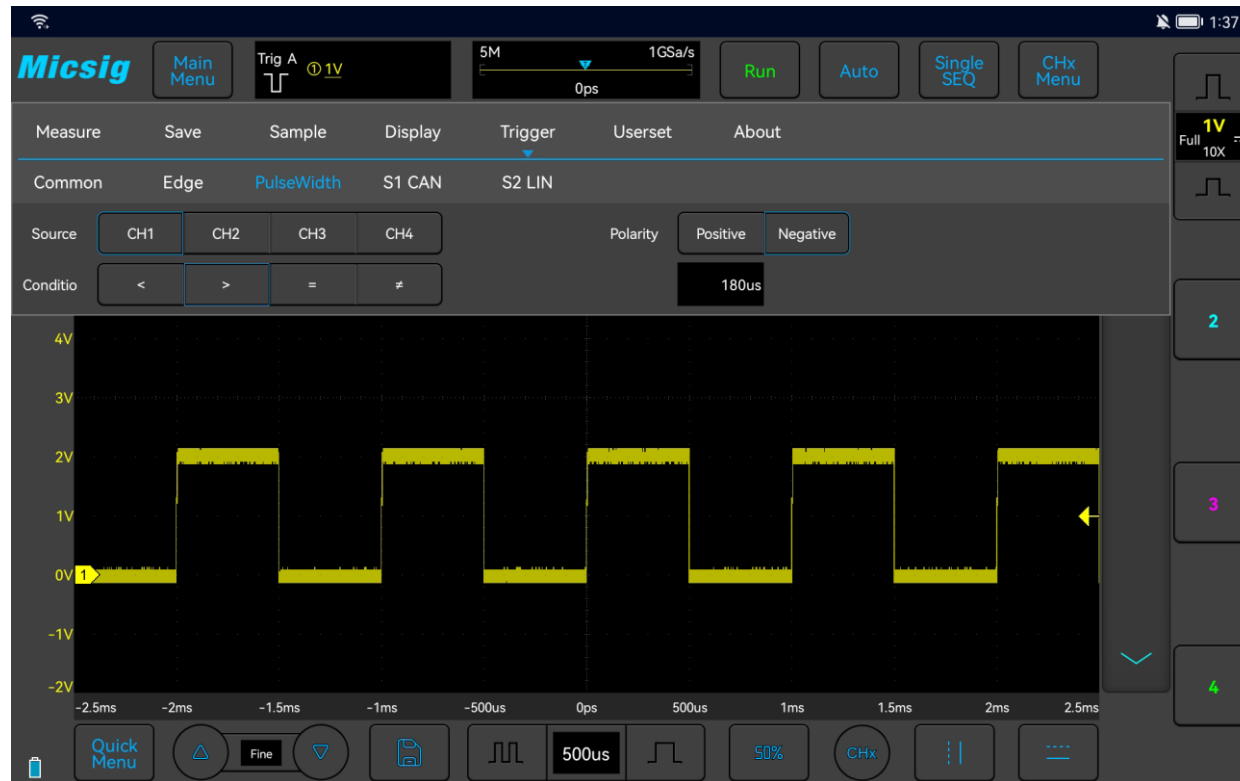 1:37
Micsig
Main Menu
Trig A ① 1V
5M 1GSa/s
0ps
Run
Auto
Single SEQ
CHx Menu
Measure Save Sample Display Trigger Userset About
Common Edge PulseWidth S1 CAN S2 LIN
Source CH1 CH2 CH3 CH4 Polarity Positive Negative
Conditio < > = ≠ 180us
1V
Full
10X
2
3
4
4V
3V
2V
1V
0V 1
-1V
-2V
-2.5ms -2ms -1.5ms -1ms -500us 0ps 500us 1ms 1.5ms 2ms 2.5ms
Quick Menu
Fine
500us
50%
CHx